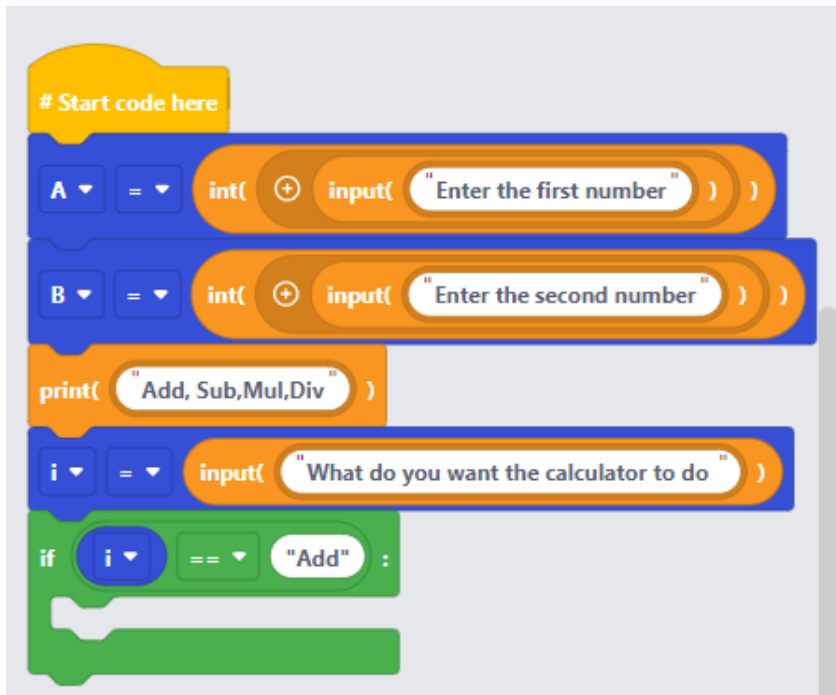 # Start code here
A = int( input( "Enter the first number" ) )
B = int( input( "Enter the second number" ) )
print( "Add, Sub,Mul,Div" )
i = input( "What do you want the calculator to do " )
if i == "Add" :